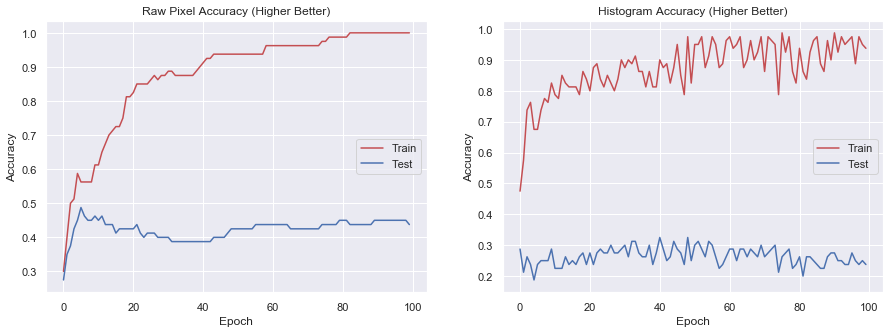 Raw Pixel Accuracy (Higher Better)
1.0
0.9
0.8
0.7
0.6
0.5
0.4
0.3
Accuracy
0 20 40 60 80 100
Epoch
Train
Test
Histogram Accuracy (Higher Better)
1.0
0.9
0.8
0.7
0.6
0.5
0.4
0.3
0.2
Accuracy
0 20 40 60 80 100
Epoch
Train
Test